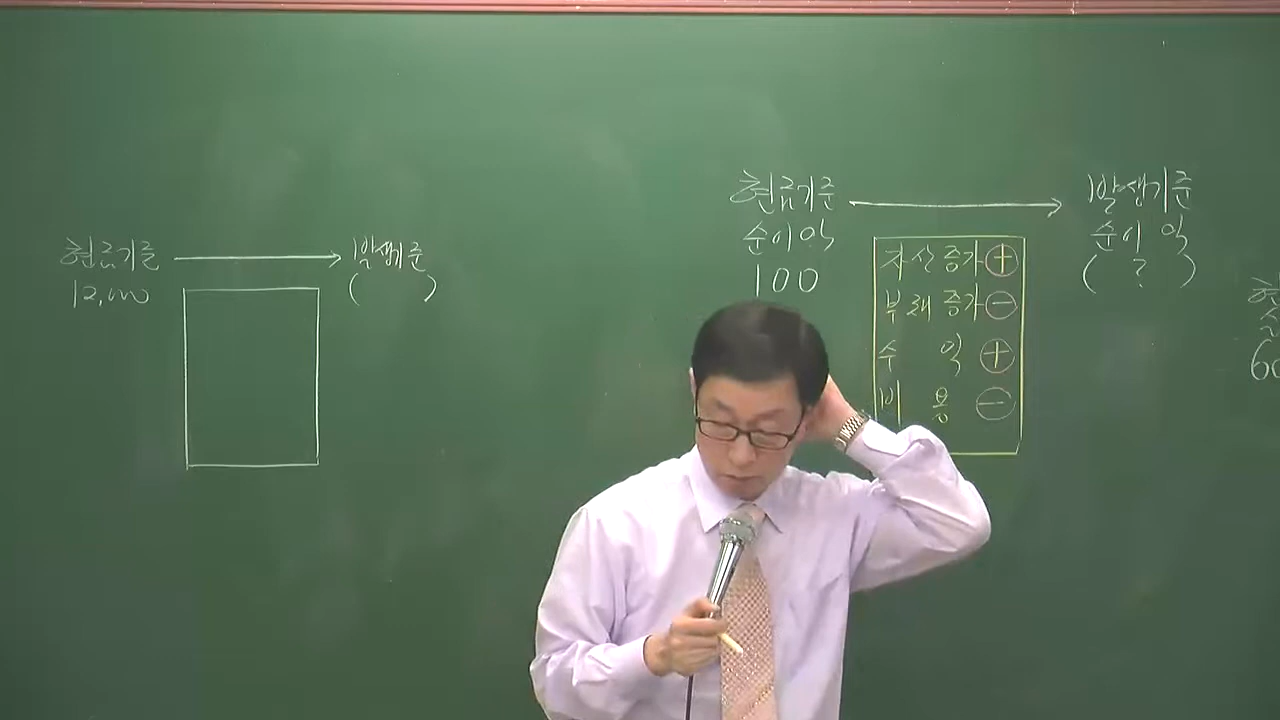 현금기준
12,000
발생기준
( )
현금기준
순이익
100
자산증가 +
부채증가 -
수익 +
비용 -
발생기준
순이익
( ? )
60